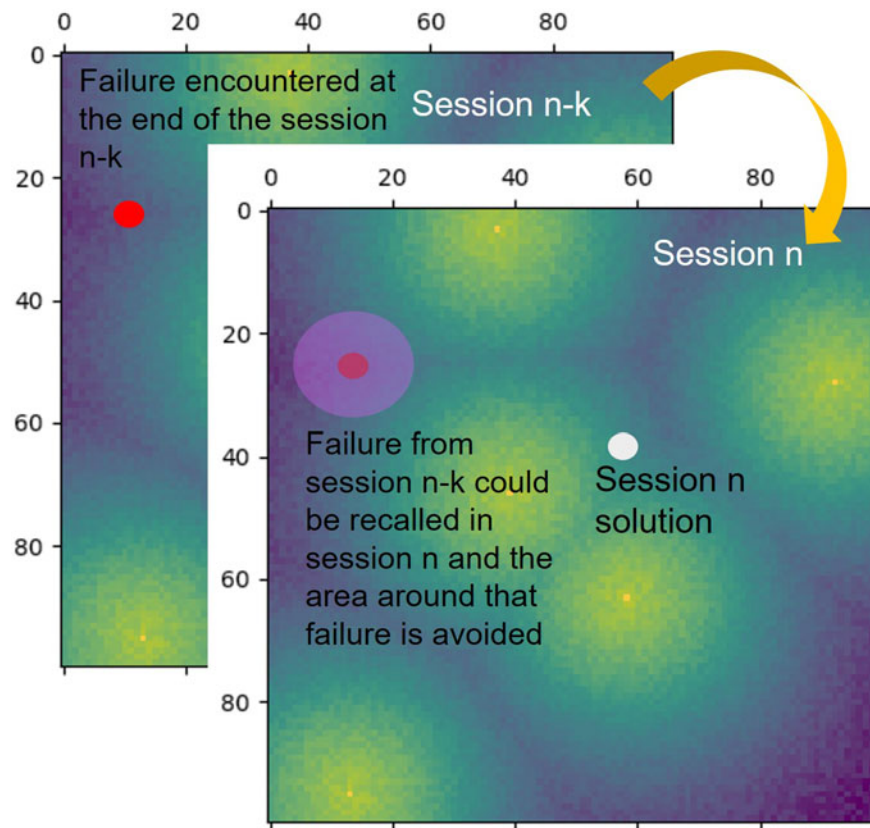 0 20 40 60 80
0
Failure encountered at
the end of the session
n-k
Session n-k
20
40
60
80
0 20 40 60 80
0
Session n
20
Failure from
session n-k could
be recalled in
session n and the
area around that
failure is avoided
40
Session n
solution
60
80